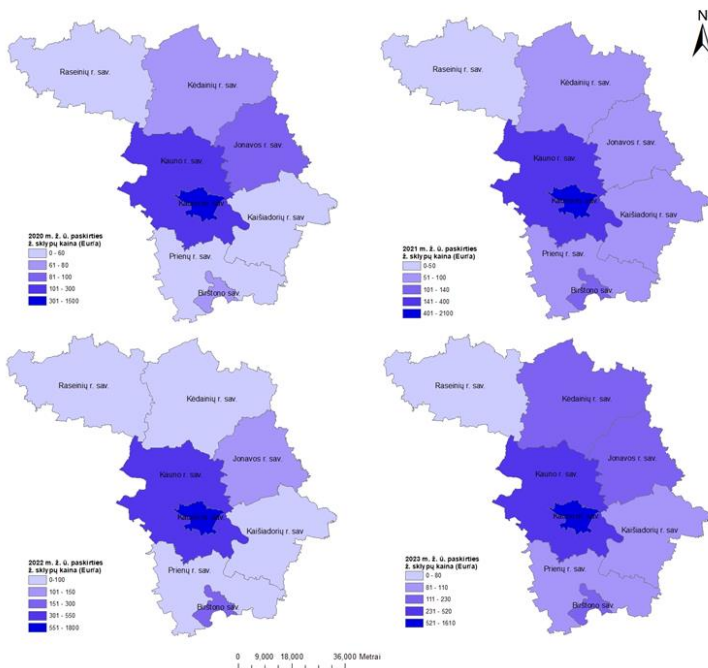 N
Raseinių r. sav.
Kėdainių r. sav.
Jonavos r. sav.
Kauno r. sav.
Kaišiadorių r. sav
Prienų r. sav.
Birštono sav.
2020 m. ž. ū. paskirties
ž. sklypų kaina (Eur/a)
0 - 60
61 - 80
81 - 100
101 - 300
301 - 1500
Raseinių r. sav.
Kėdainių r. sav.
Jonavos r. sav.
Kauno r. sav.
Kaišiadorių r. sav
Prienų r. sav.
Birštono sav.
2021 m. ž. ū. paskirties
ž. sklypų kaina (Eur/a)
0-50
51 - 100
101 - 140
141 - 400
401 - 2100
Raseinių r. sav.
Kėdainių r. sav.
Jonavos r. sav.
Kauno r. sav.
Kaišiadorių r. sav
Prienų r. sav.
Birštono sav.
2022 m. ž. ū. paskirties
ž. sklypų kaina (Eur/a)
0-100
101 - 150
151 - 300
301 - 550
551 - 1800
Raseinių r. sav.
Kėdainių r. sav.
Jonavos r. sav.
Kauno r. sav.
Kaišiadorių r. sav
Prienų r. sav.
Birštono sav.
2023 m. ž. ū. paskirties
ž. sklypų kaina (Eur/a)
0 - 80
81 - 110
111 - 230
231 - 520
521 - 1610
0 9,000 18,000 36,000 Metrai